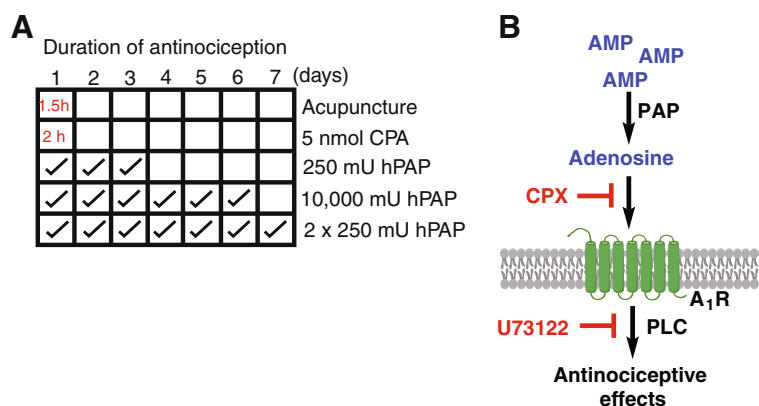 A
Duration of antinociception
1 2 3 4 5 6 7 (days)
1.5h Acupuncture
2 h 5 nmol CPA
250 mU hPAP
10,000 mU hPAP
2 x 250 mU hPAP
B
AMP
AMP
AMP
PAP
Adenosine
CPX
A₁R
U73122 PLC
Antinociceptive
effects